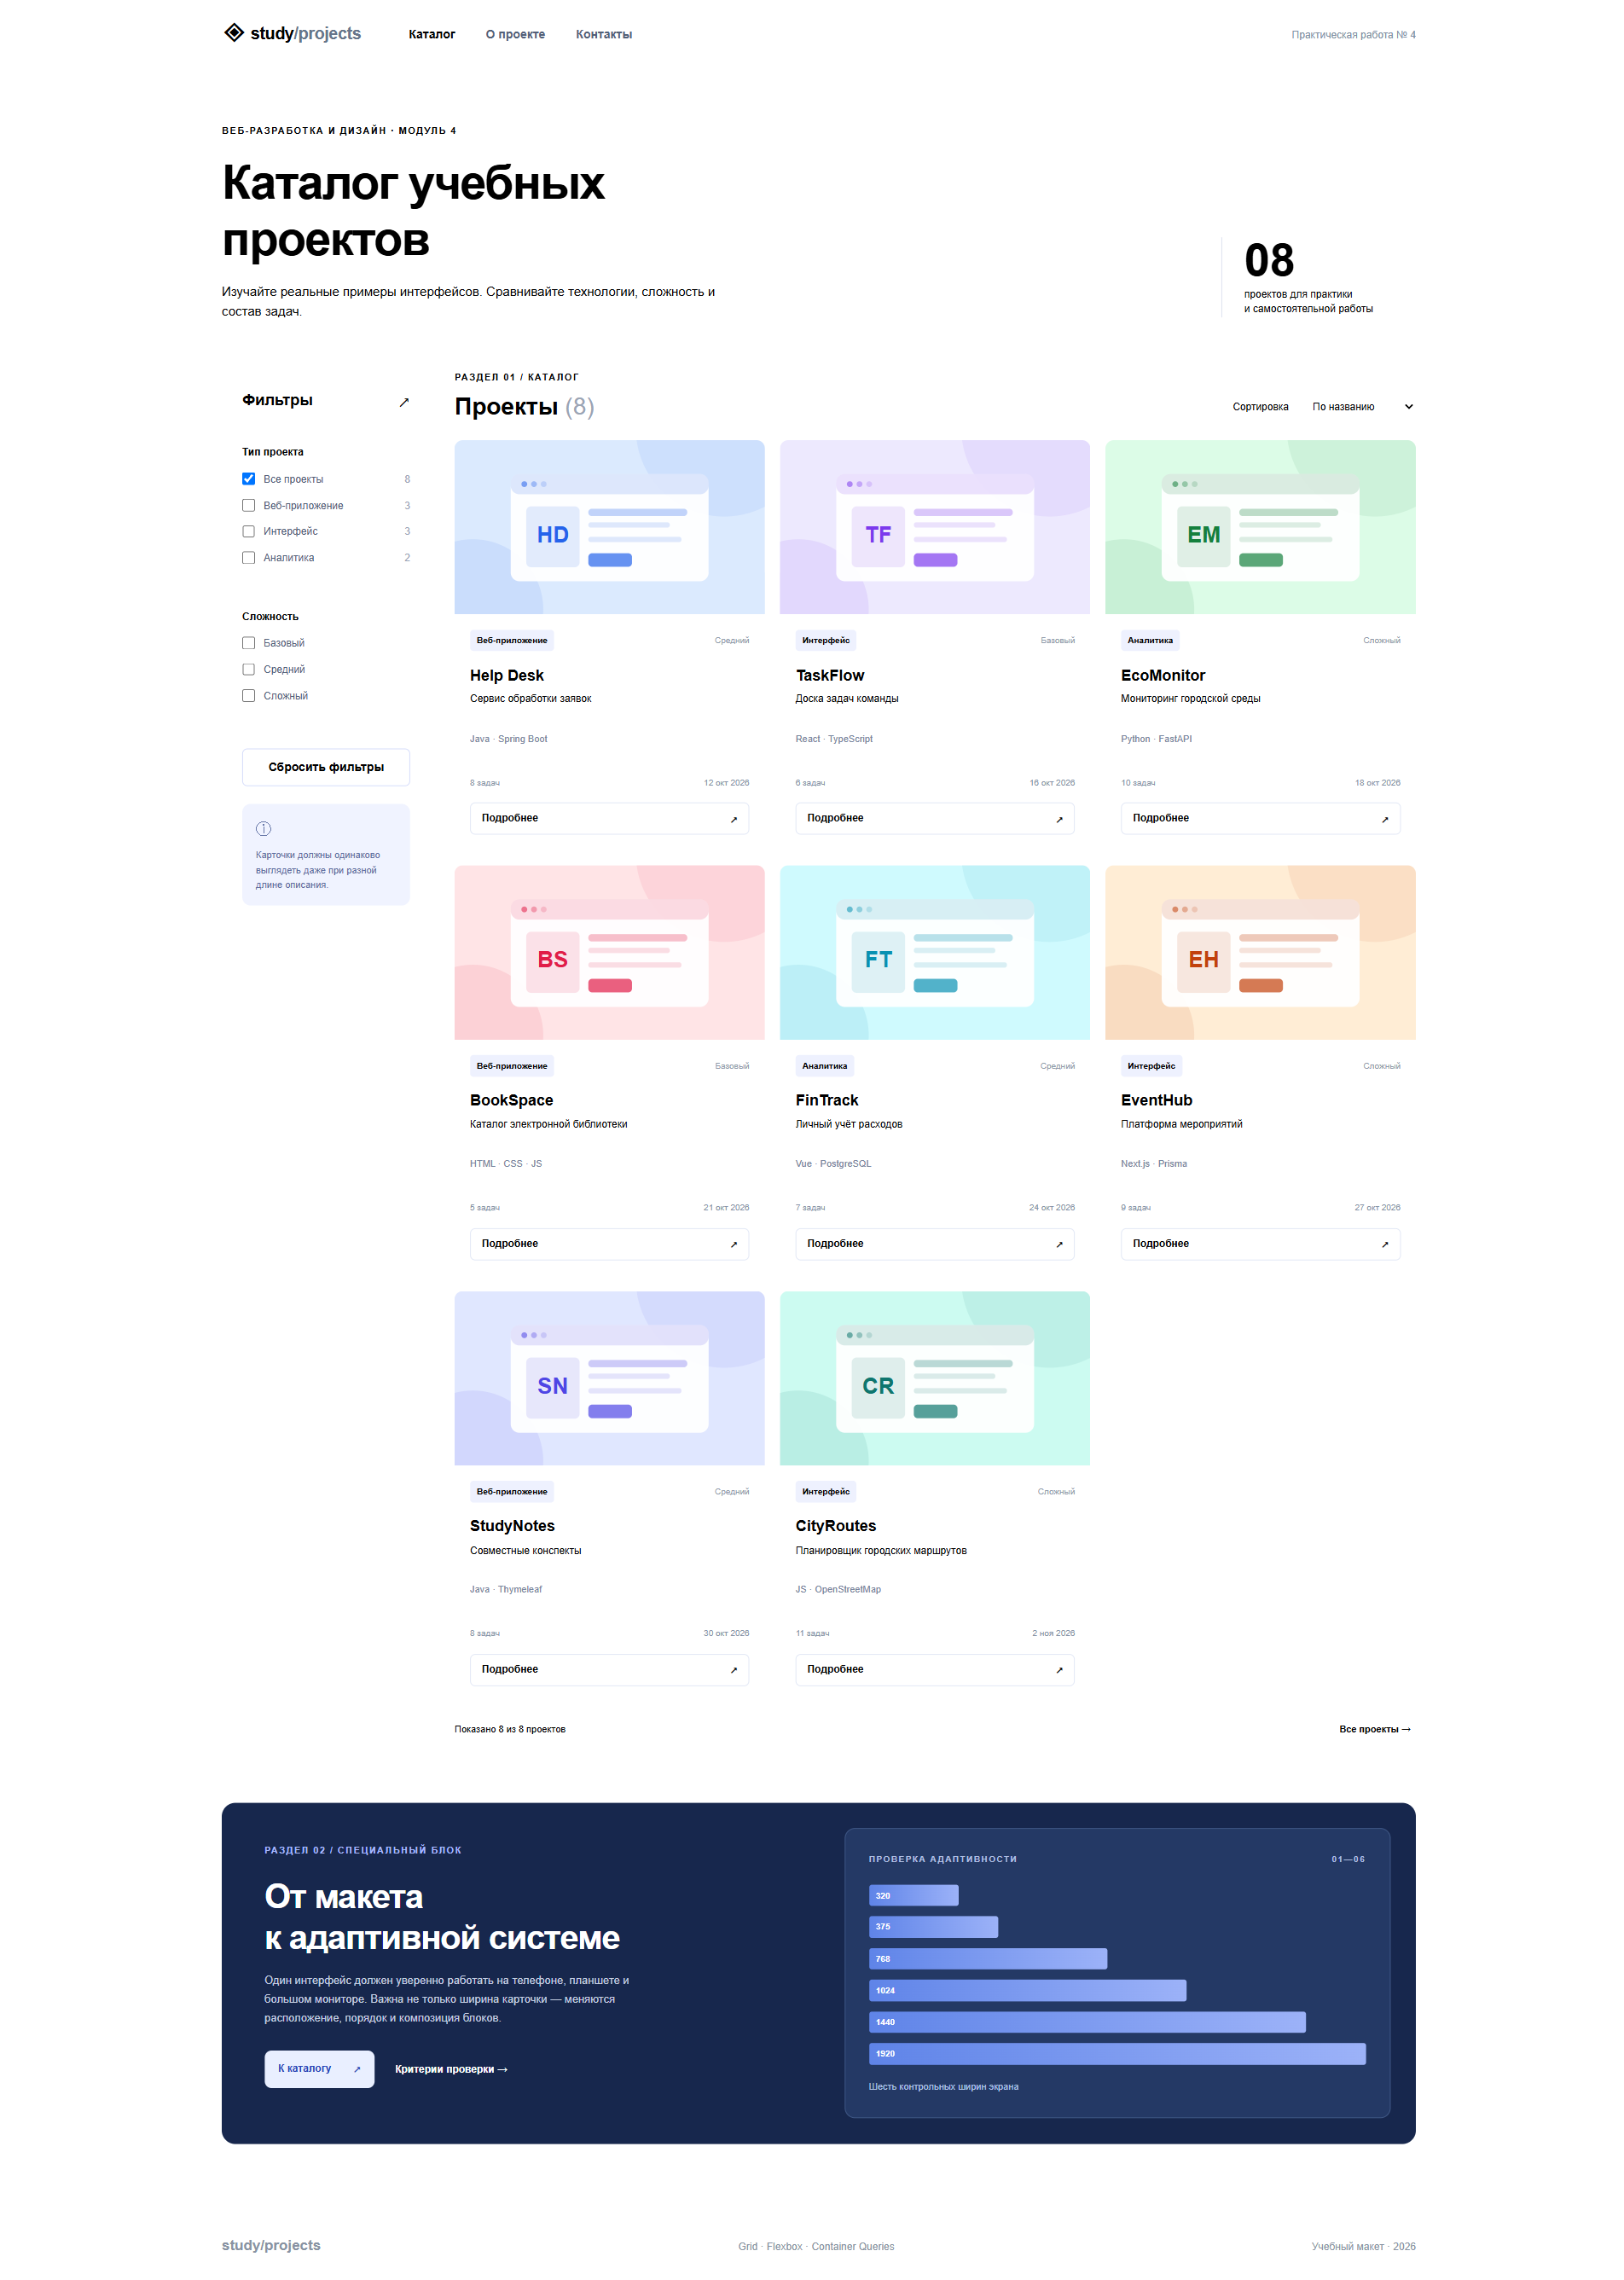 study/projects
Каталог
О проекте
Контакты
Практическая работа № 4
ВЕБ-РАЗРАБОТКА И ДИЗАЙН · МОДУЛЬ 4
Каталог учебных
проектов
Изучайте реальные примеры интерфейсов. Сравнивайте технологии, сложность и
состав задач.
08
проектов для практики
и самостоятельной работы
Фильтры ↗
Тип проекта
Все проекты 8
Веб-приложение 3
Интерфейс 3
Аналитика 2
Сложность
Базовый
Средний
Сложный
Сбросить фильтры
Карточки должны одинаково
выглядеть даже при разной
длине описания.
РАЗДЕЛ 01 / КАТАЛОГ
Проекты (8)
Сортировка По названию
HD
Веб-приложение Средний
Help Desk
Сервис обработки заявок
Java · Spring Boot
8 задач 12 окт 2026
Подробнее ↗
TF
Интерфейс Базовый
TaskFlow
Доска задач команды
React · TypeScript
6 задач 16 окт 2026
Подробнее ↗
EM
Аналитика Сложный
EcoMonitor
Мониторинг городской среды
Python · FastAPI
10 задач 18 окт 2026
Подробнее ↗
BS
Веб-приложение Базовый
BookSpace
Каталог электронной библиотеки
HTML · CSS · JS
5 задач 21 окт 2026
Подробнее ↗
FT
Аналитика Средний
FinTrack
Личный учёт расходов
Vue · PostgreSQL
7 задач 24 окт 2026
Подробнее ↗
EH
Интерфейс Сложный
EventHub
Платформа мероприятий
Next.js · Prisma
9 задач 27 окт 2026
Подробнее ↗
SN
Веб-приложение Средний
StudyNotes
Совместные конспекты
Java · Thymeleaf
8 задач 30 окт 2026
Подробнее ↗
CR
Интерфейс Сложный
CityRoutes
Планировщик городских маршрутов
JS · OpenStreetMap
11 задач 2 ноя 2026
Подробнее ↗
Показано 8 из 8 проектов
Все проекты →
РАЗДЕЛ 02 / СПЕЦИАЛЬНЫЙ БЛОК
От макета
к адаптивной системе
Один интерфейс должен уверенно работать на телефоне, планшете и
большом мониторе. Важна не только ширина карточки — меняются
расположение, порядок и композиция блоков.
К каталогу ↗
Критерии проверки →
ПРОВЕРКА АДАПТИВНОСТИ 01—06
320
375
768
1024
1440
1920
Шесть контрольных ширин экрана
study/projects
Grid · Flexbox · Container Queries
Учебный макет · 2026